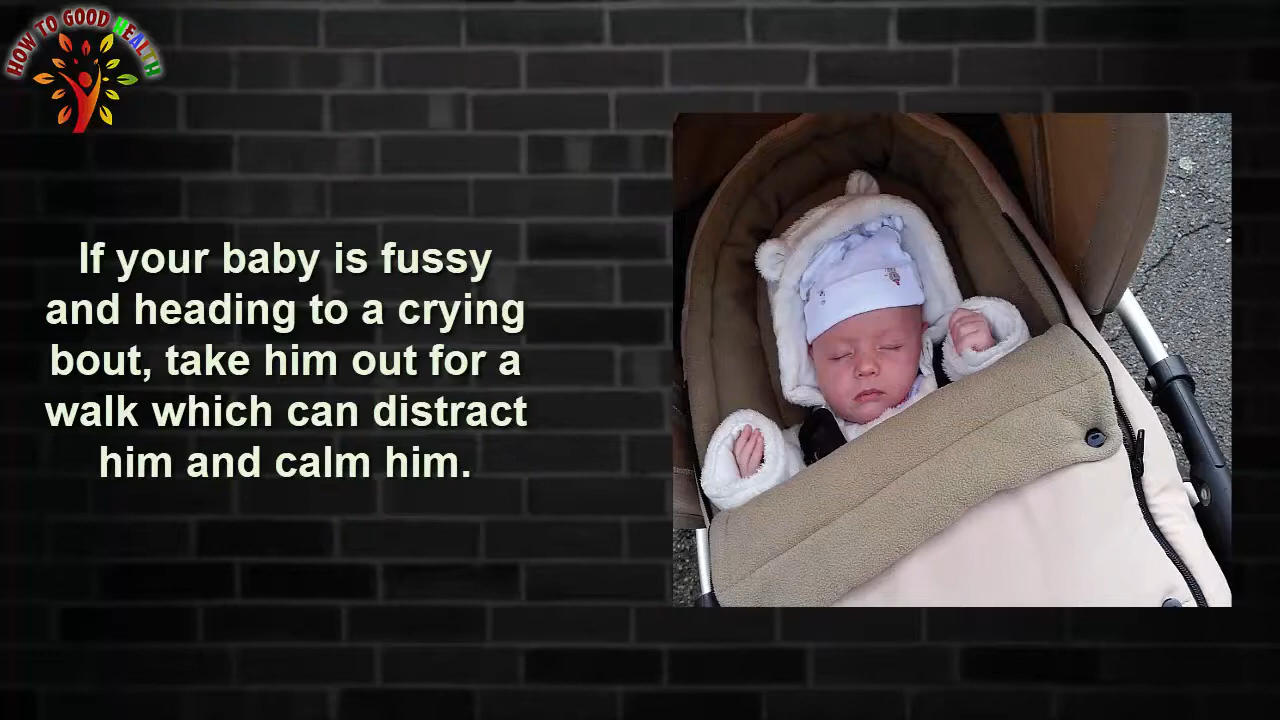 HOW TO GOOD HEALTH
If your baby is fussy
and heading to a crying
bout, take him out for a
walk which can distract
him and calm him.